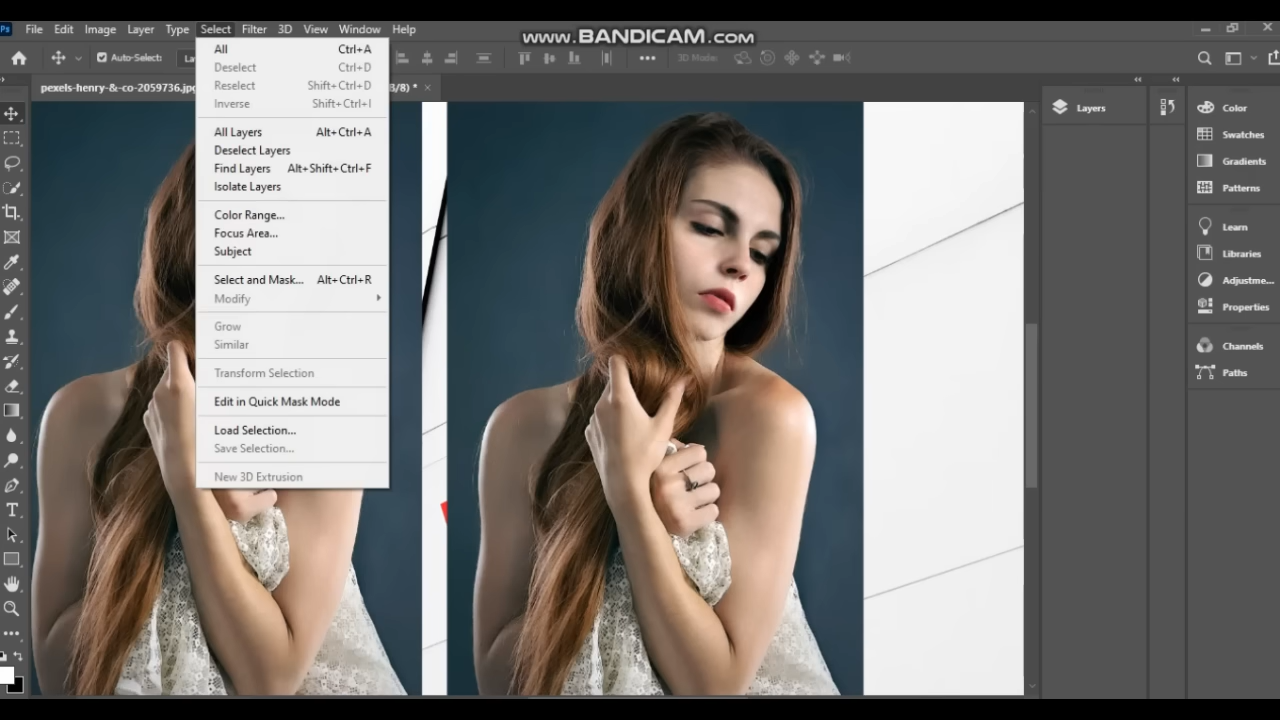 Ps File Edit Image Layer Type Select Filter 3D View Window Help
www.BANDICAM.com
Auto-Select: La
3D Mode:
pexels-henry-&-co-2059736.jpg
B/8) * ×
All Ctrl+A
Deselect Ctrl+D
Reselect Shift+Ctrl+D
Inverse Shift+Ctrl+I
All Layers Alt+Ctrl+A
Deselect Layers
Find Layers Alt+Shift+Ctrl+F
Isolate Layers
Color Range...
Focus Area...
Subject
Select and Mask... Alt+Ctrl+R
Modify
Grow
Similar
Transform Selection
Edit in Quick Mask Mode
Load Selection...
Save Selection...
New 3D Extrusion
Layers
Color
Swatches
Gradients
Patterns
Learn
Libraries
Adjustme...
Properties
Channels
Paths